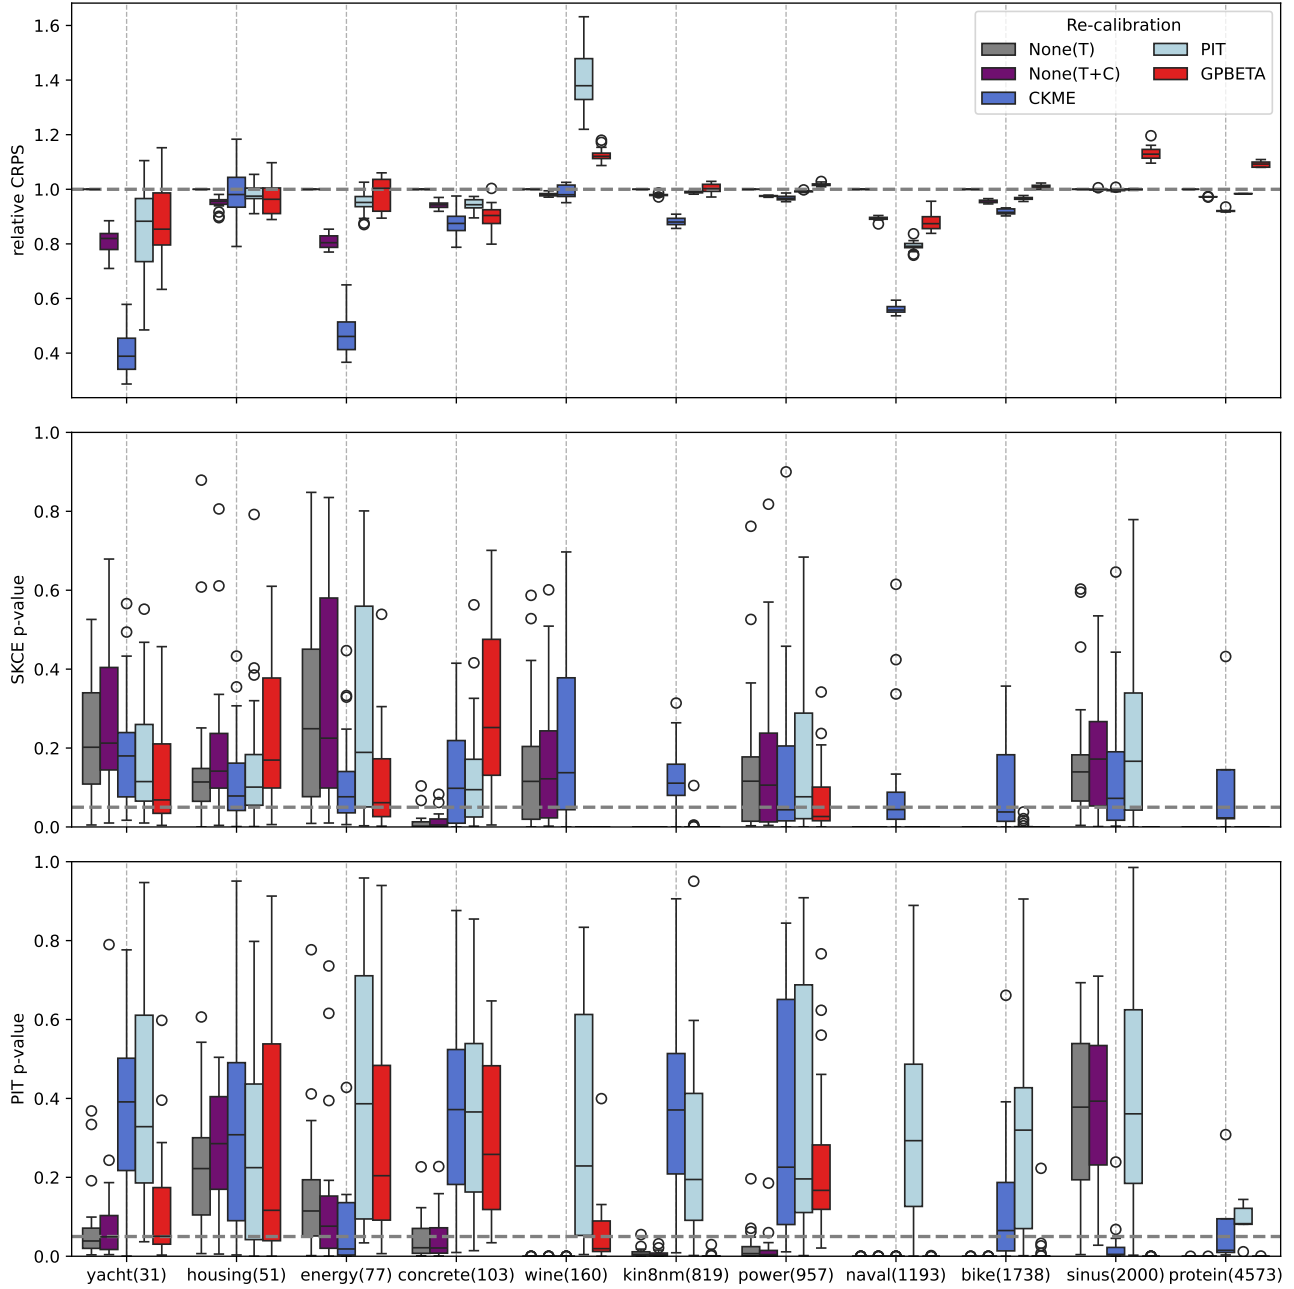 Re-calibration
None(T)
None(T+C)
CKME
PIT
GPBETA
relative CRPS
1.6
1.4
1.2
1.0
0.8
0.6
0.4
SKCE p-value
1.0
0.8
0.6
0.4
0.2
0.0
PIT p-value
1.0
0.8
0.6
0.4
0.2
0.0
yacht(31) housing(51) energy(77) concrete(103) wine(160) kin8nm(819) power(957) naval(1193) bike(1738) sinus(2000) protein(4573)